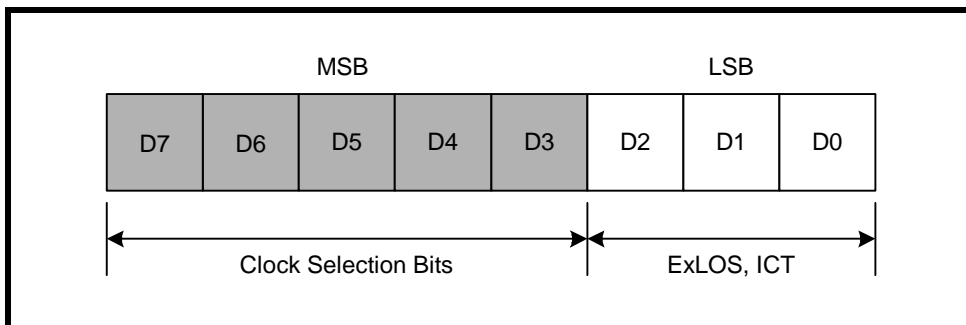 MSB LSB
D7 D6 D5 D4 D3 D2 D1 D0
Clock Selection Bits ExLOS, ICT